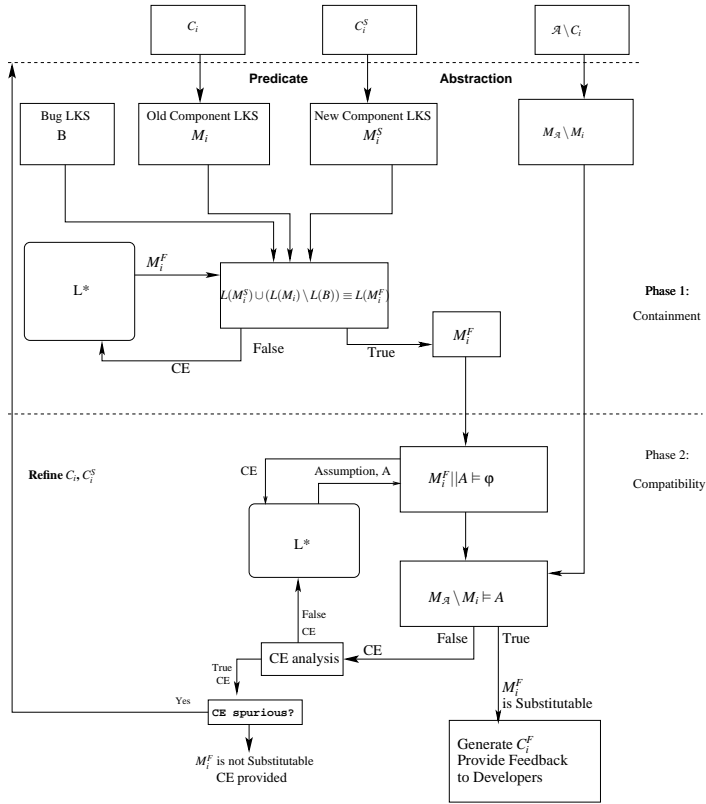 C_i
C_i^S
𝒜 \ C_i
Predicate Abstraction
Bug LKS
B
Old Component LKS
M_i
New Component LKS
M_i^S
M_𝒜 \ M_i
L*
M_i^F
L(M_i^S) ∪ (L(M_i) \ L(B)) ≡ L(M_i^F)
Phase 1:
Containment
False
True
CE
M_i^F
Refine C_i, C_i^S
CE
Assumption, A
M_i^F || A ⊨ φ
Phase 2:
Compatibility
L*
M_𝒜 \ M_i ⊨ A
False
CE
False
True
CE
CE analysis
True
CE
M_i^F
is Substitutable
Yes
CE spurious?
M_i^F is not Substitutable
CE provided
Generate C_i^F
Provide Feedback
to Developers